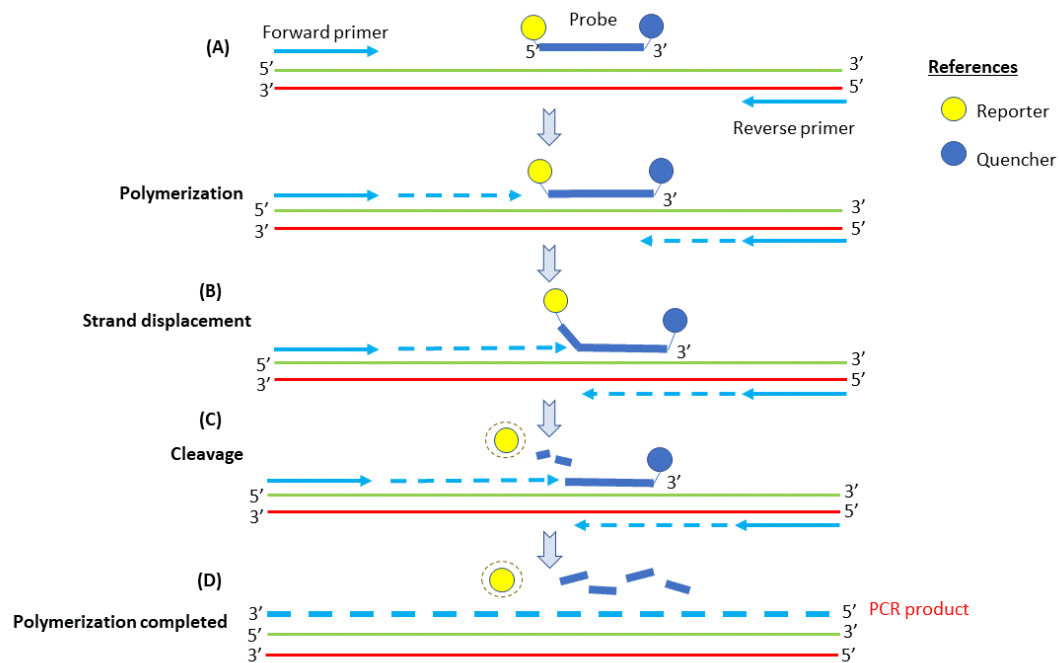 Forward primer
Probe
(A)
5’
3’
5’
3’
3’
5’
References
Reporter
Quencher
Reverse primer
Polymerization
3’
5’
3’
3’
5’
(B)
Strand displacement
3’
5’
3’
3’
5’
(C)
Cleavage
3’
5’
3’
3’
5’
(D)
Polymerization completed
3’
5’
PCR product
5’
3’
3’
5’